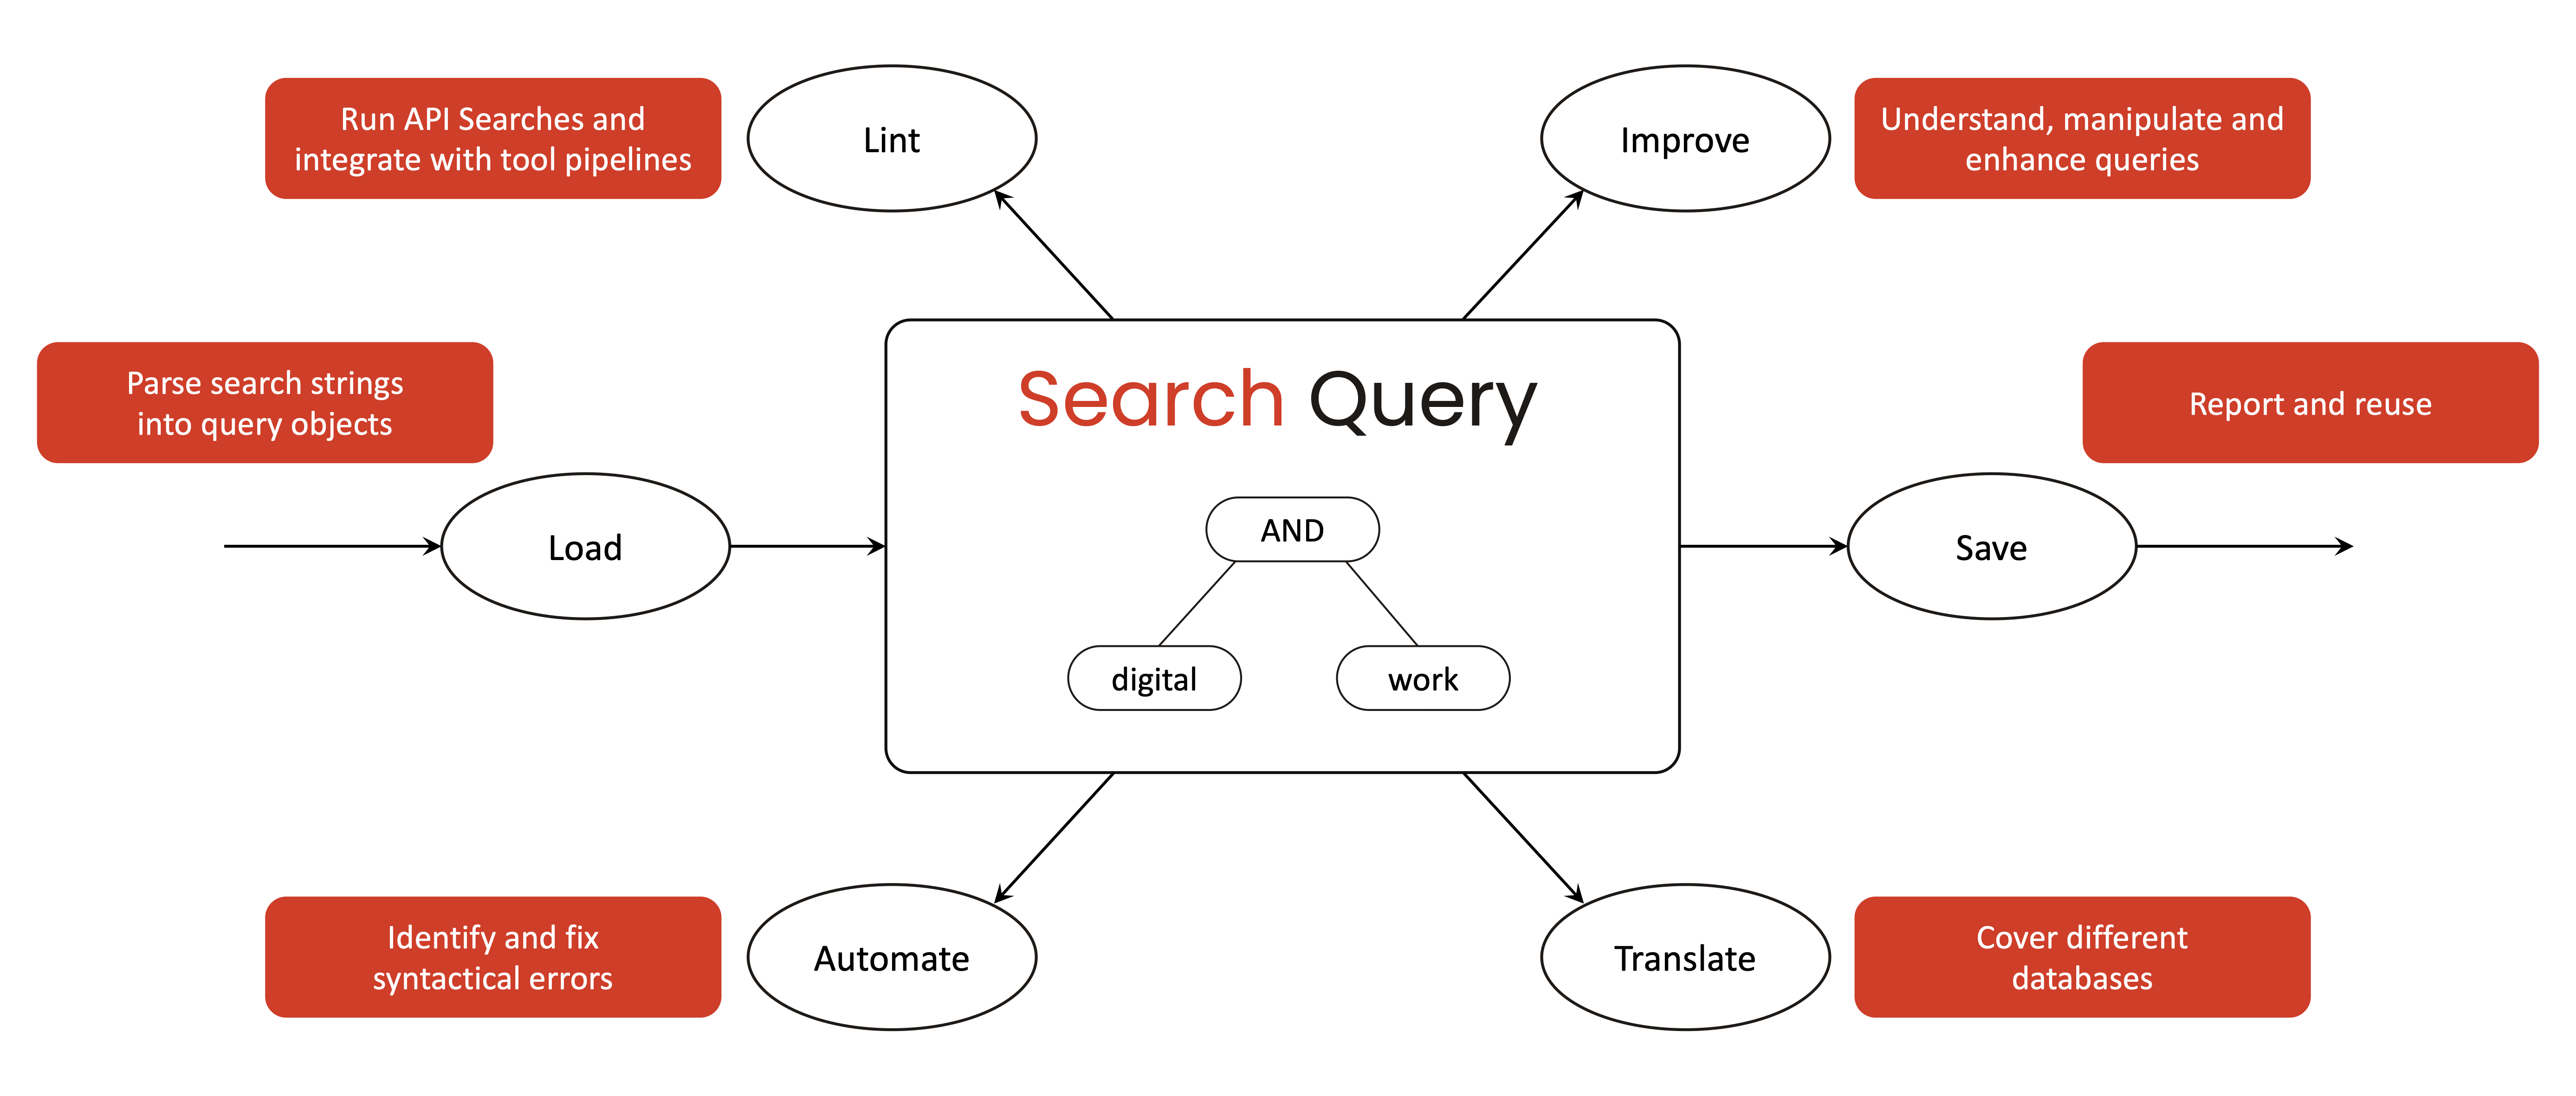 Run API Searches and
integrate with tool pipelines
Lint
Improve
Understand, manipulate and
enhance queries
Parse search strings
into query objects
Search Query
Report and reuse
Load
AND
digital
work
Save
Identify and fix
syntactical errors
Automate
Translate
Cover different
databases